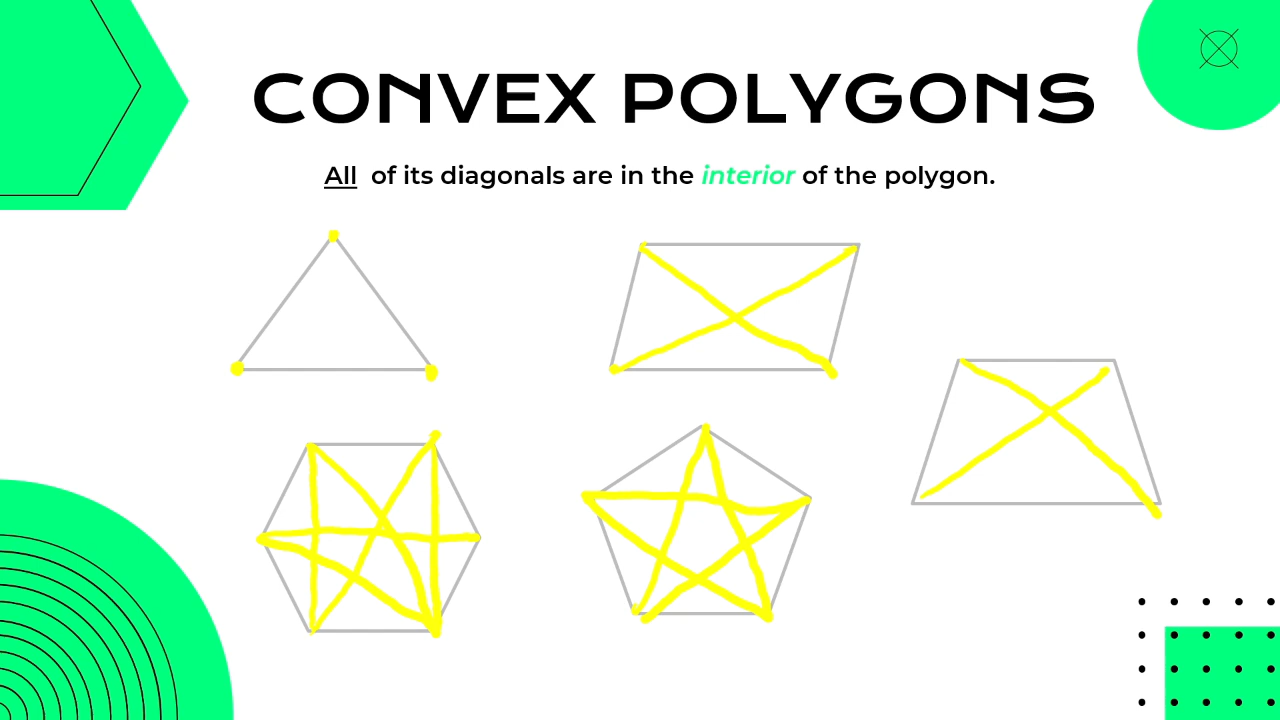 CONVEX POLYGONS
All of its diagonals are in the interior of the polygon.